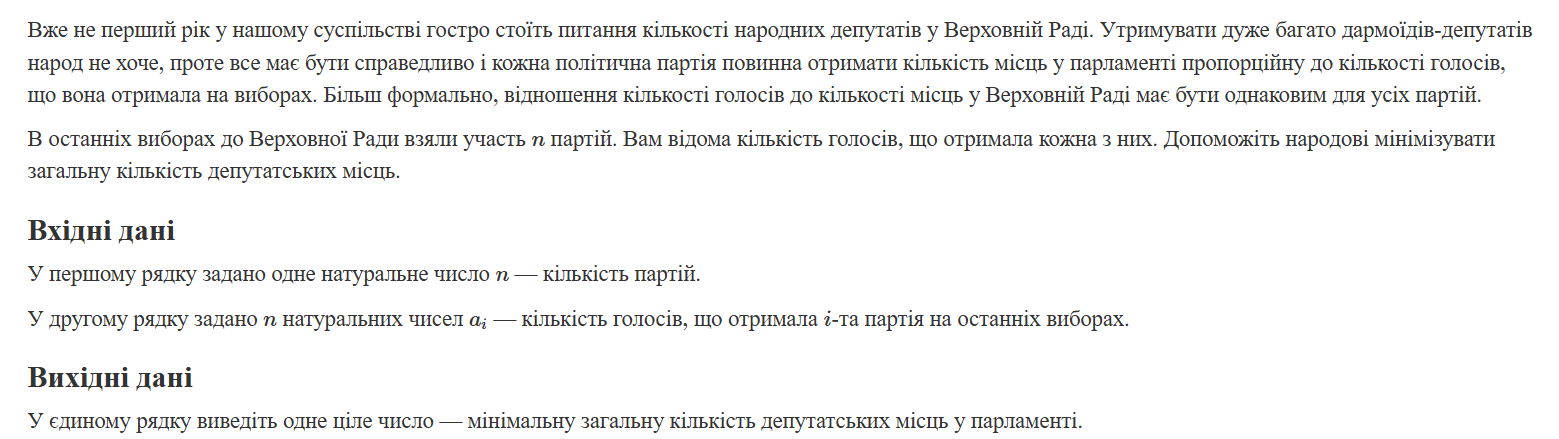 Вже не перший рік у нашому суспільстві гостро стоїть питання кількості народних депутатів у Верховній Раді. Утримувати дуже багато дармоїдів-депутатів
народ не хоче, проте все має бути справедливо і кожна політична партія повинна отримати кількість місць у парламенті пропорційну до кількості голосів,
що вона отримала на виборах. Більш формально, відношення кількості голосів до кількості місць у Верховній Раді має бути однаковим для усіх партій.
В останніх виборах до Верховної Ради взяли участь n партій. Вам відома кількість голосів, що отримала кожна з них. Допоможіть народові мінімізувати
загальну кількість депутатських місць.
Вхідні дані
У першому рядку задано одне натуральне число n — кількість партій.
У другому рядку задано n натуральних чисел aᵢ — кількість голосів, що отримала i-та партія на останніх виборах.
Вихідні дані
У єдиному рядку виведіть одне ціле число — мінімальну загальну кількість депутатських місць у парламенті.